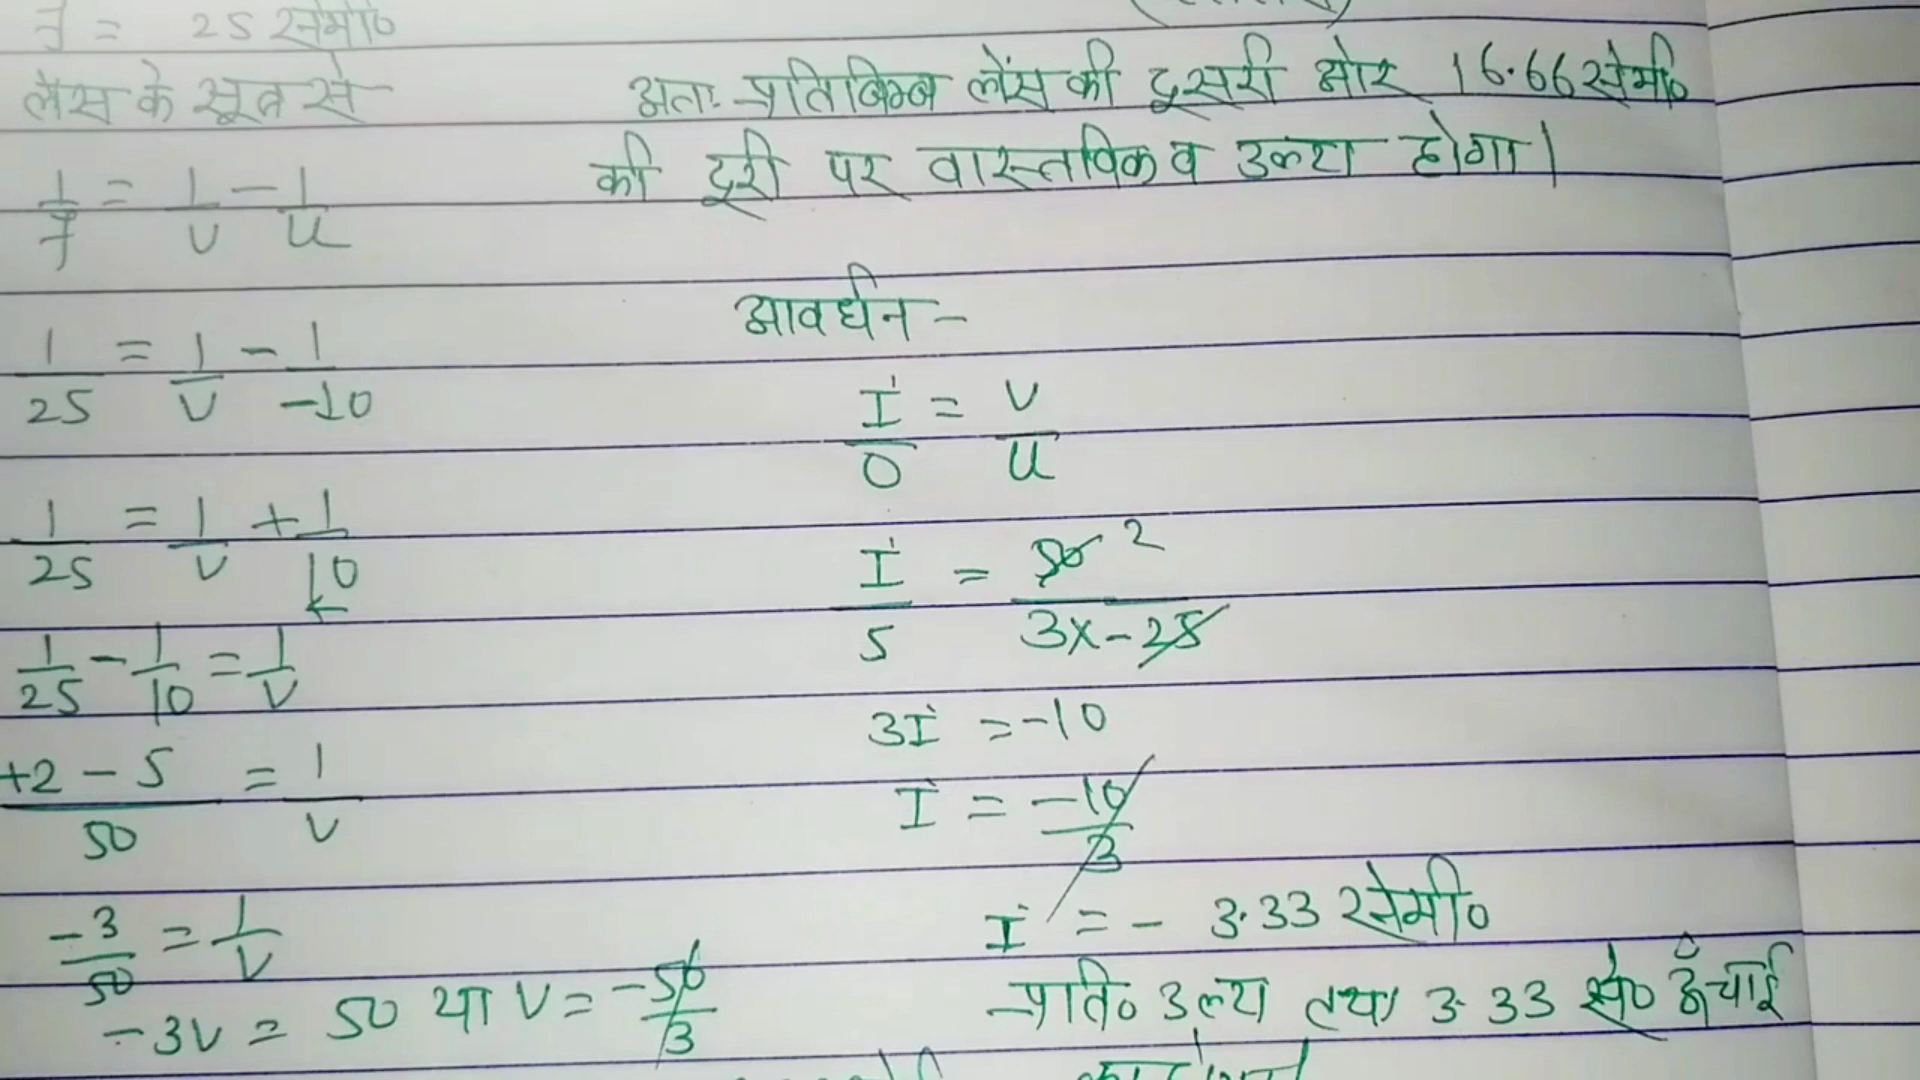 f = 25 सेमी०
लेंस के सूत्र से
1/f = 1/v - 1/u
1/25 = 1/v - 1/-10
1/25 = 1/v + 1/10
1/25 - 1/10 = 1/v
+2 - 5/50 = 1/v
-3/50 = 1/v
-3v = 50 या v = -50/3
अतः प्रतिबिम्ब लेंस की दूसरी ओर 16.66 सेमी०
की दूरी पर वास्तविक व उल्टा होगा।
आवर्धन -
I/O = v/u
I/5 = 50 2/3x-25
3I = -10
I = -10/3
I = - 3.33 सेमी०
प्रति० उल्टा तथा 3.33 से० ऊँचाई